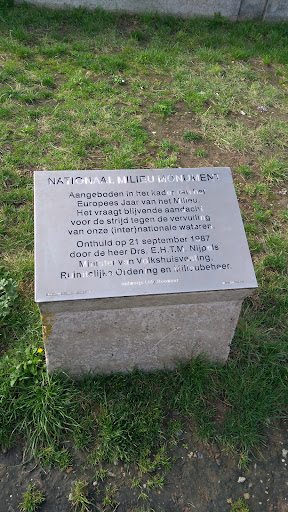 NATIONAAL MILIEU MONUMENT
Aangeboden in het kader van het
Europees Jaar van het Milieu.
Het vraagt blijvende aandacht
voor de strijd tegen de vervuiling
van onze (inter)nationale wateren.
Onthuld op 21 september 1987
door de heer Drs. E.H.T.M. Nijpels
Minister van Volkshuisvesting,
Ruimtelijke Ordening en Milieubeheer.